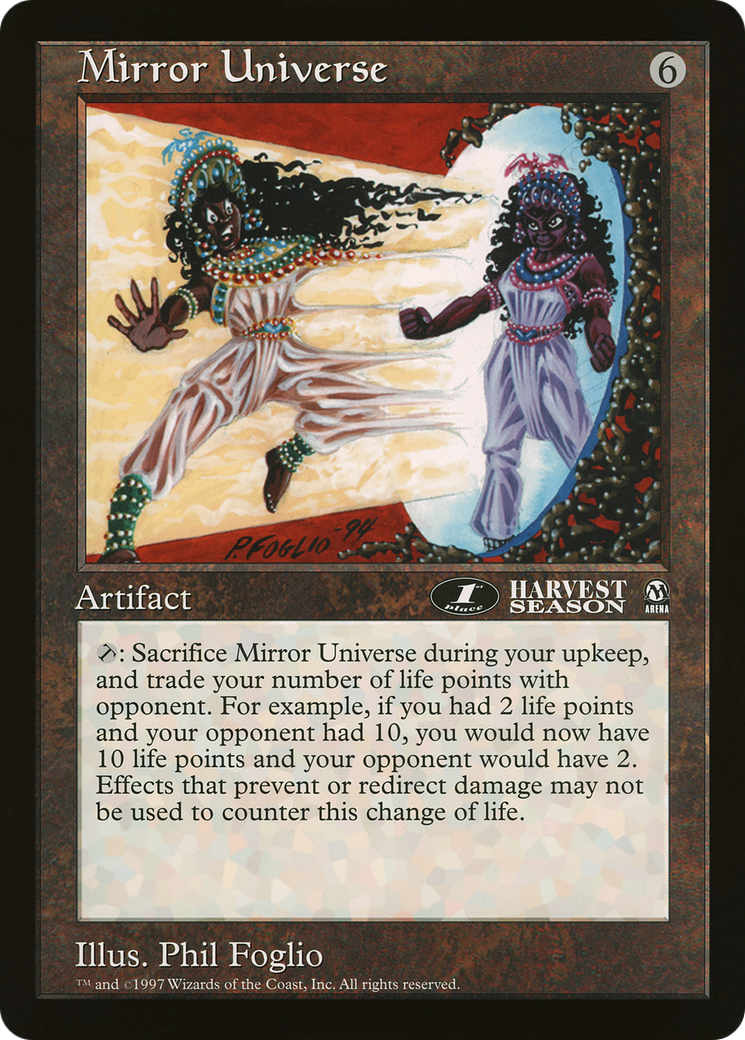 Mirror Universe
6
P. FOGLIO -94
Artifact
1st place
HARVEST SEASON
M ARENA
: Sacrifice Mirror Universe during your upkeep,
and trade your number of life points with
opponent. For example, if you had 2 life points
and your opponent had 10, you would now have
10 life points and your opponent would have 2.
Effects that prevent or redirect damage may not
be used to counter this change of life.
Illus. Phil Foglio
™ and ©1997 Wizards of the Coast, Inc. All rights reserved.